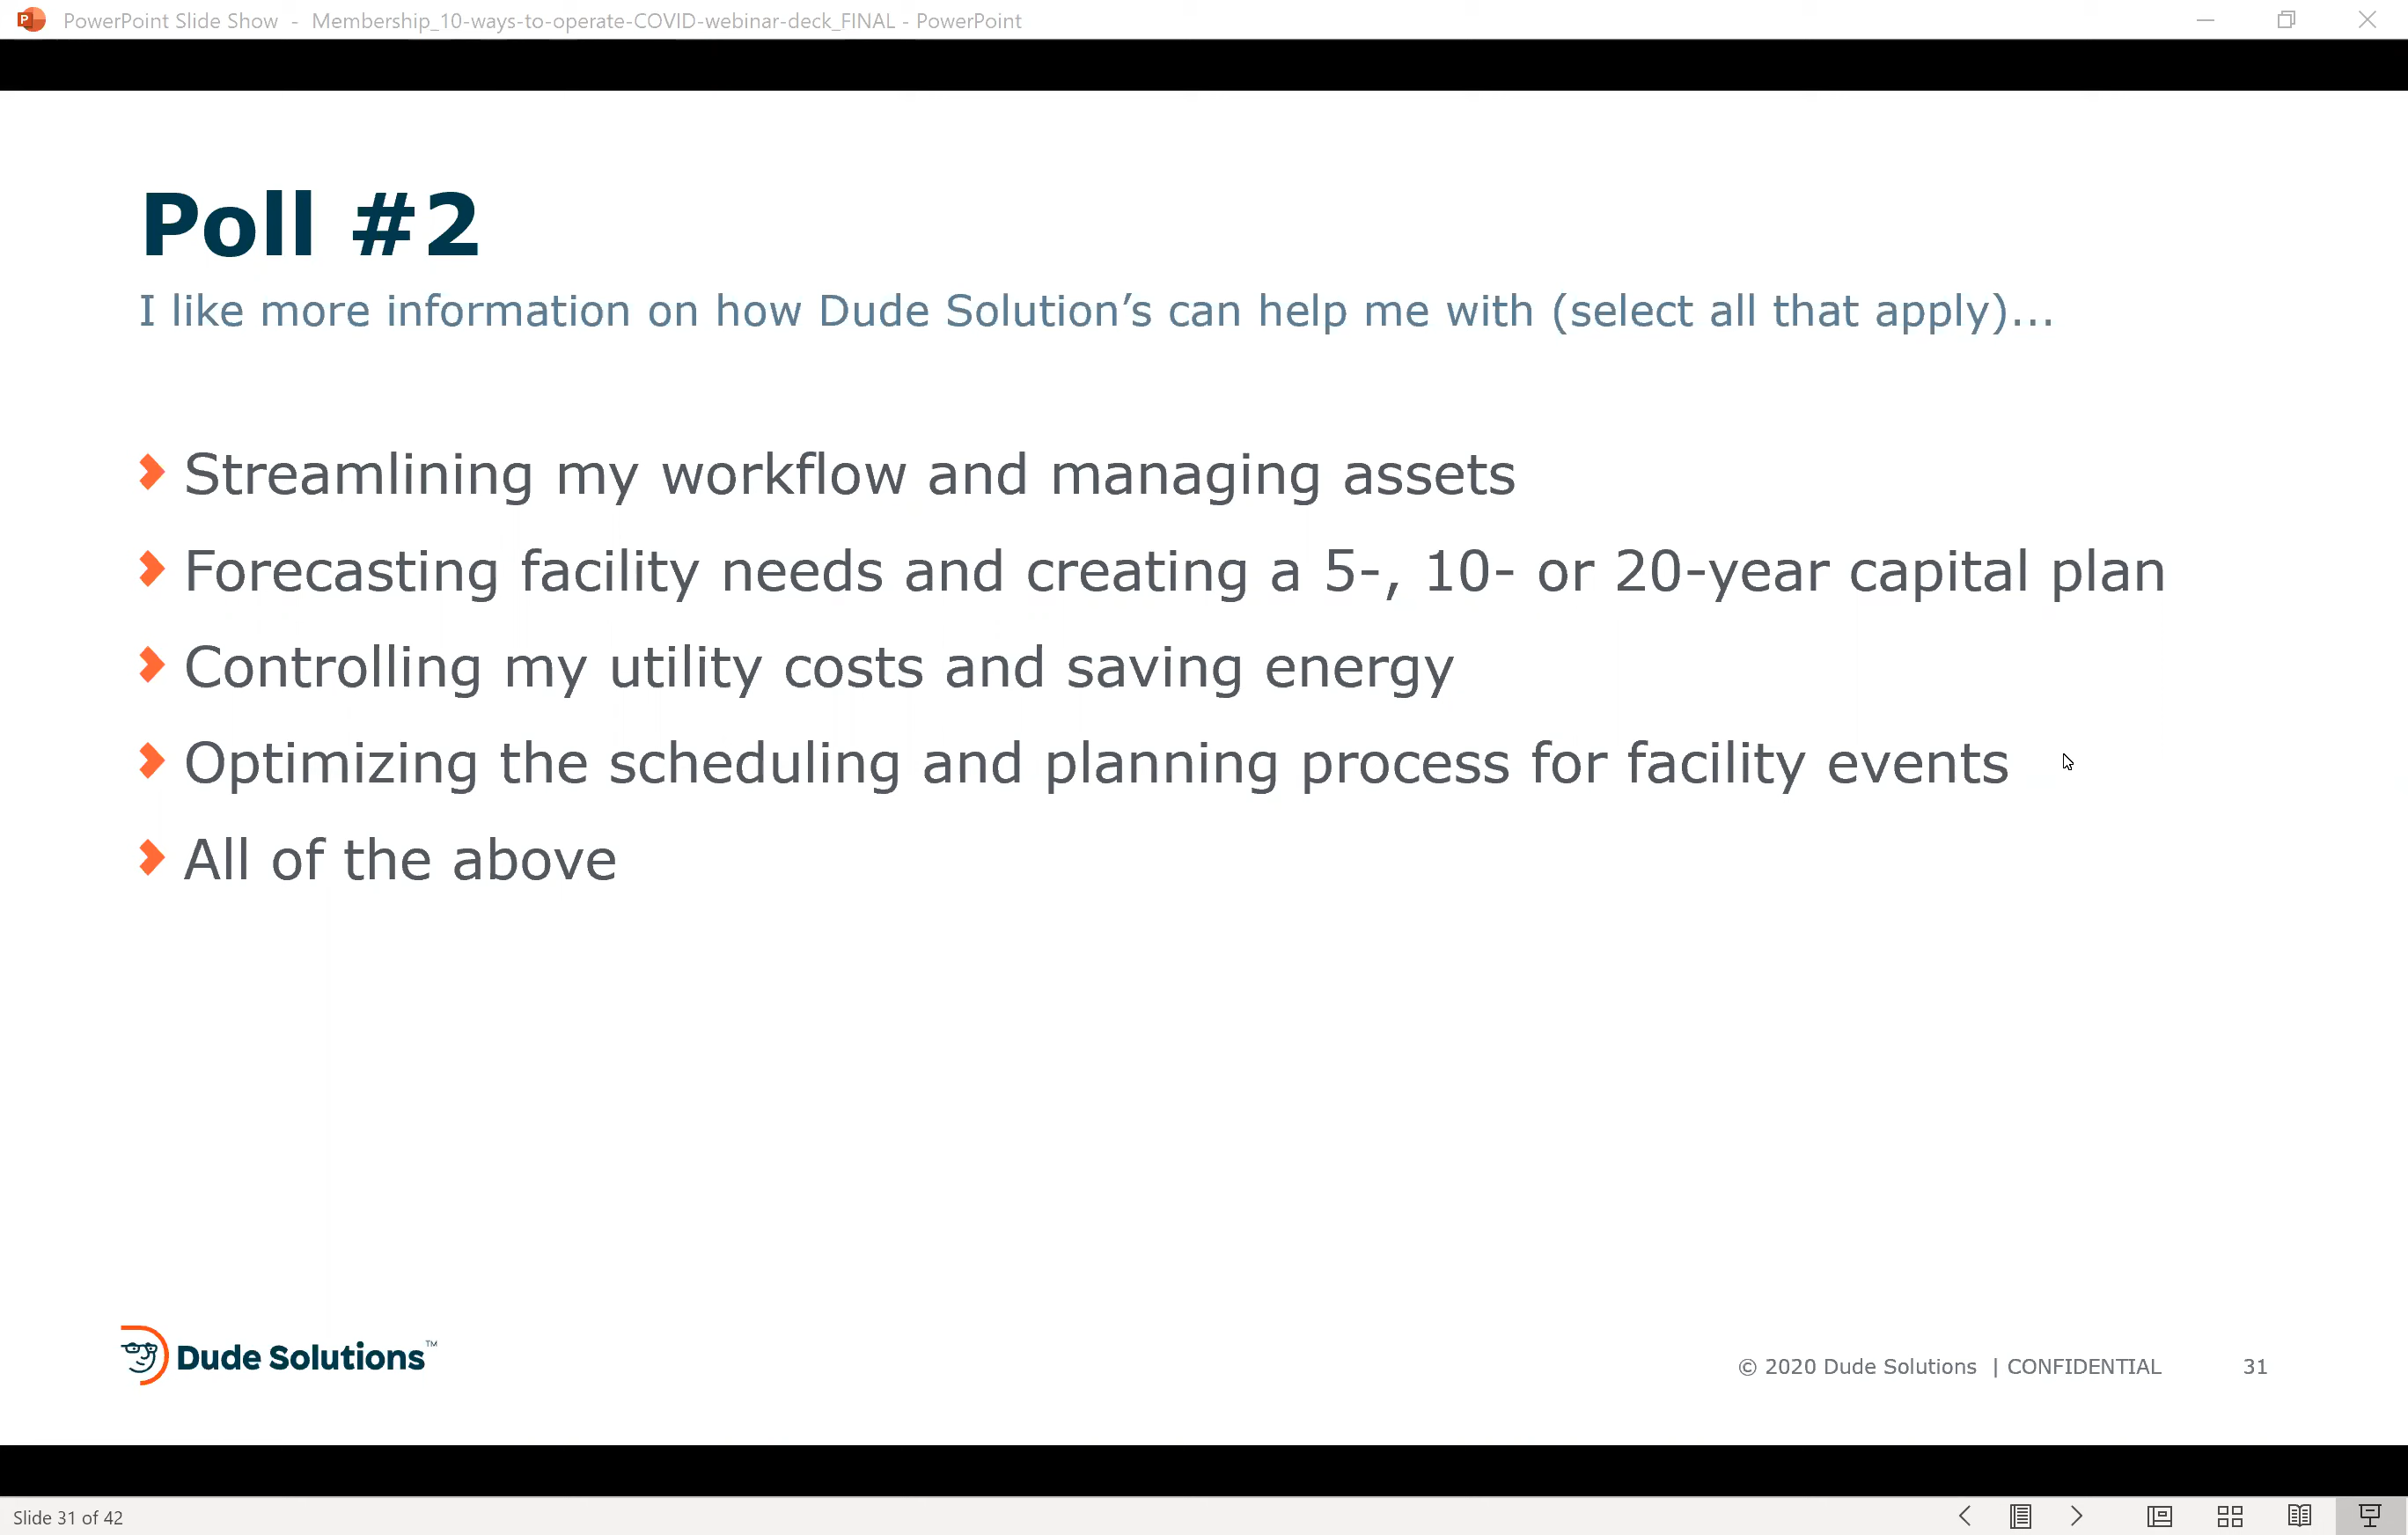 PowerPoint Slide Show - Membership_10-ways-to-operate-COVID-webinar-deck_FINAL - PowerPoint
Poll #2
I like more information on how Dude Solution’s can help me with (select all that apply)...
Streamlining my workflow and managing assets
Forecasting facility needs and creating a 5-, 10- or 20-year capital plan
Controlling my utility costs and saving energy
Optimizing the scheduling and planning process for facility events
All of the above
Dude Solutions™
© 2020 Dude Solutions | CONFIDENTIAL 31
Slide 31 of 42